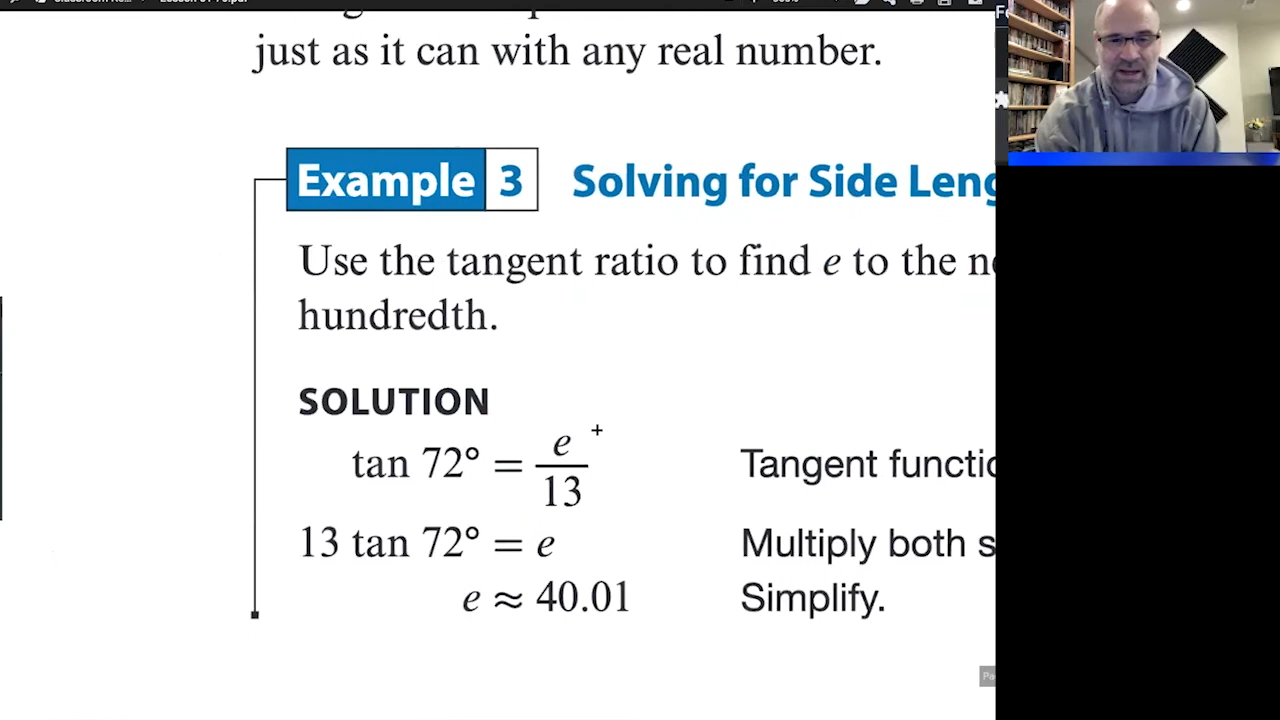 just as it can with any real number.
Example 3 Solving for Side Leng
Use the tangent ratio to find e to the ne
hundredth.
SOLUTION
tan 72° = e/13 Tangent functio
13 tan 72° = e Multiply both s
e ≈ 40.01 Simplify.